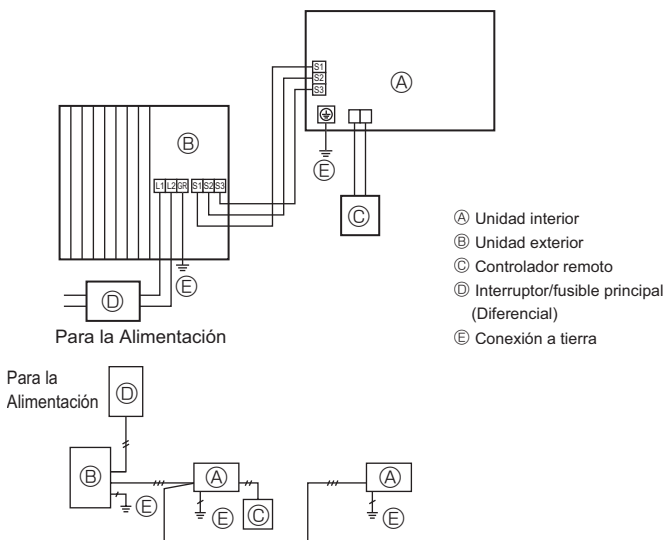 S1
S2
S3
Ⓐ
Ⓑ
Ⓔ
L1 L2 GR S1 S2 S3
Ⓒ
Ⓔ
Ⓓ
Para la Alimentación
Ⓐ Unidad interior
Ⓑ Unidad exterior
Ⓒ Controlador remoto
Ⓓ Interruptor/fusible principal
(Diferencial)
Ⓔ Conexión a tierra
Para la
Alimentación
Ⓓ
Ⓑ
Ⓔ
Ⓐ
Ⓔ
Ⓒ
Ⓐ
Ⓔ